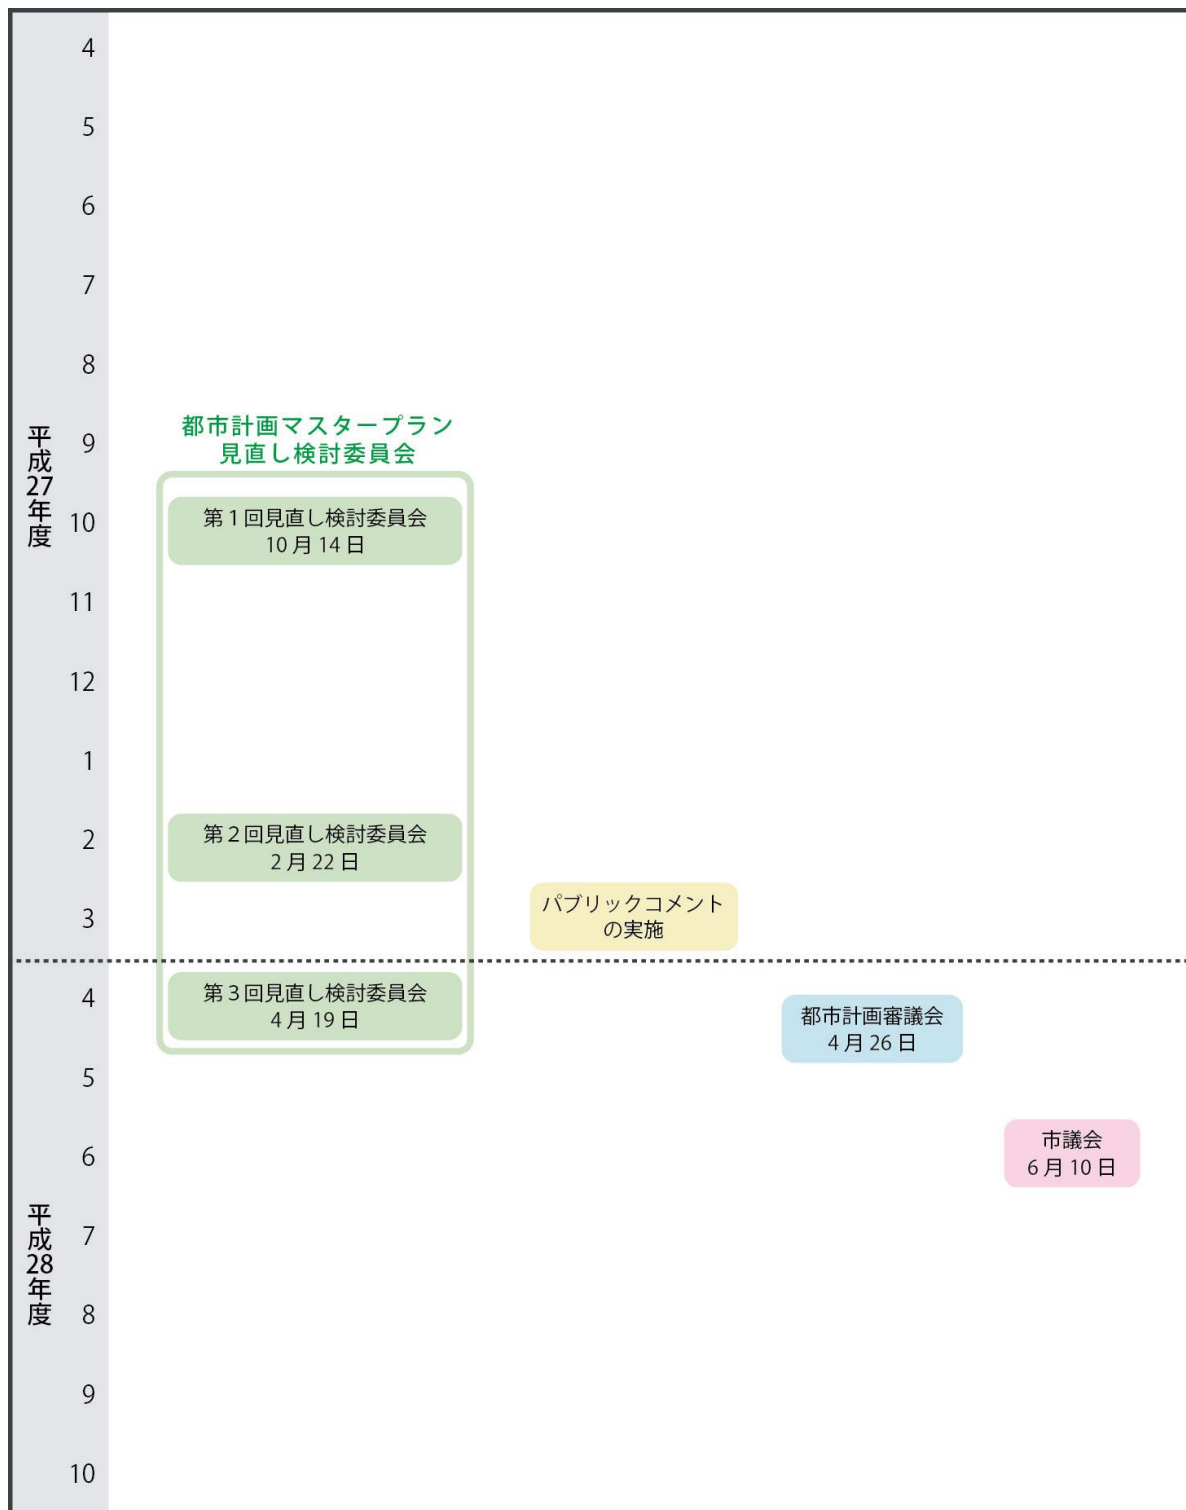 平成27年度
4
5
6
7
8
9
10
11
12
1
2
3
都市計画マスタープラン
見直し検討委員会
第1回見直し検討委員会
10月14日
第2回見直し検討委員会
2月22日
パブリックコメント
の実施
平成28年度
4
5
6
7
8
9
10
第3回見直し検討委員会
4月19日
都市計画審議会
4月26日
市議会
6月10日